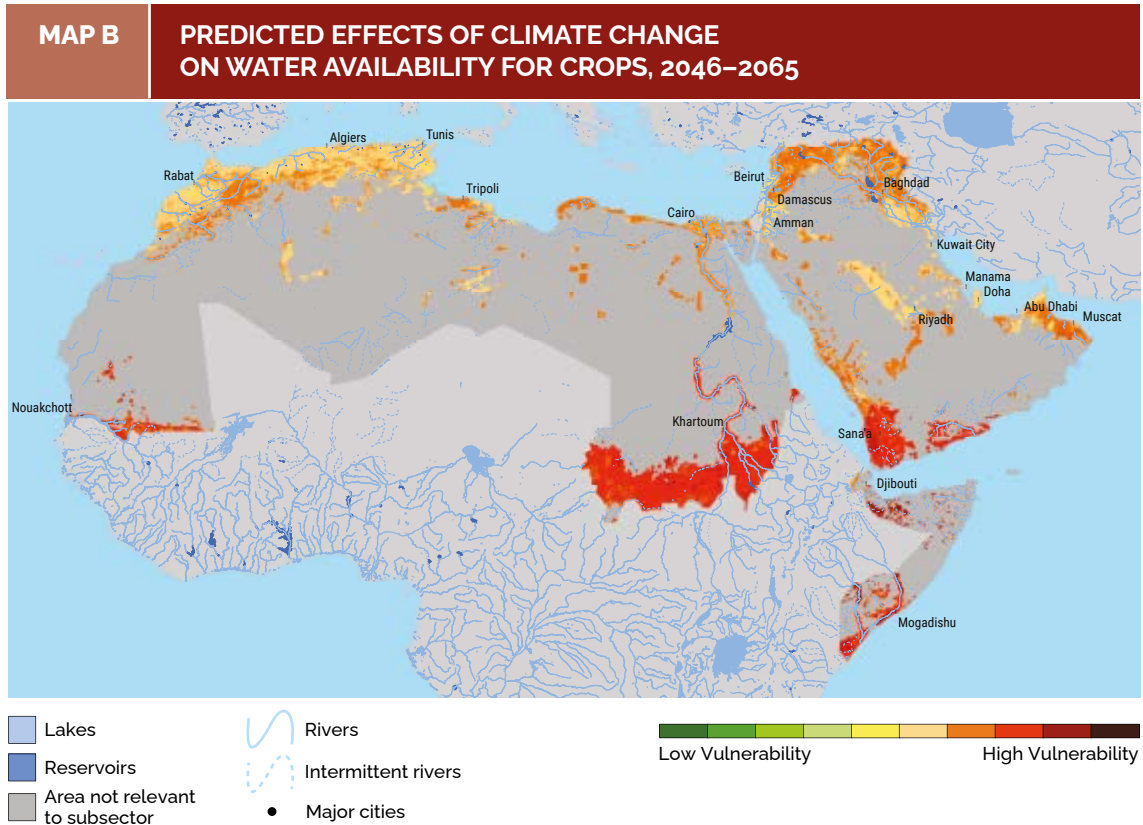 MAP B
PREDICTED EFFECTS OF CLIMATE CHANGE
ON WATER AVAILABILITY FOR CROPS, 2046–2065
Algiers
Tunis
Rabat
Tripoli
Beirut
Baghdad
Damascus
Cairo
Amman
Kuwait City
Manama
Doha
Abu Dhabi
Riyadh
Muscat
Nouakchott
Khartoum
Sana'a
Djibouti
Mogadishu
Lakes
Reservoirs
Area not relevant
to subsector
Rivers
Intermittent rivers
Major cities
Low Vulnerability
High Vulnerability